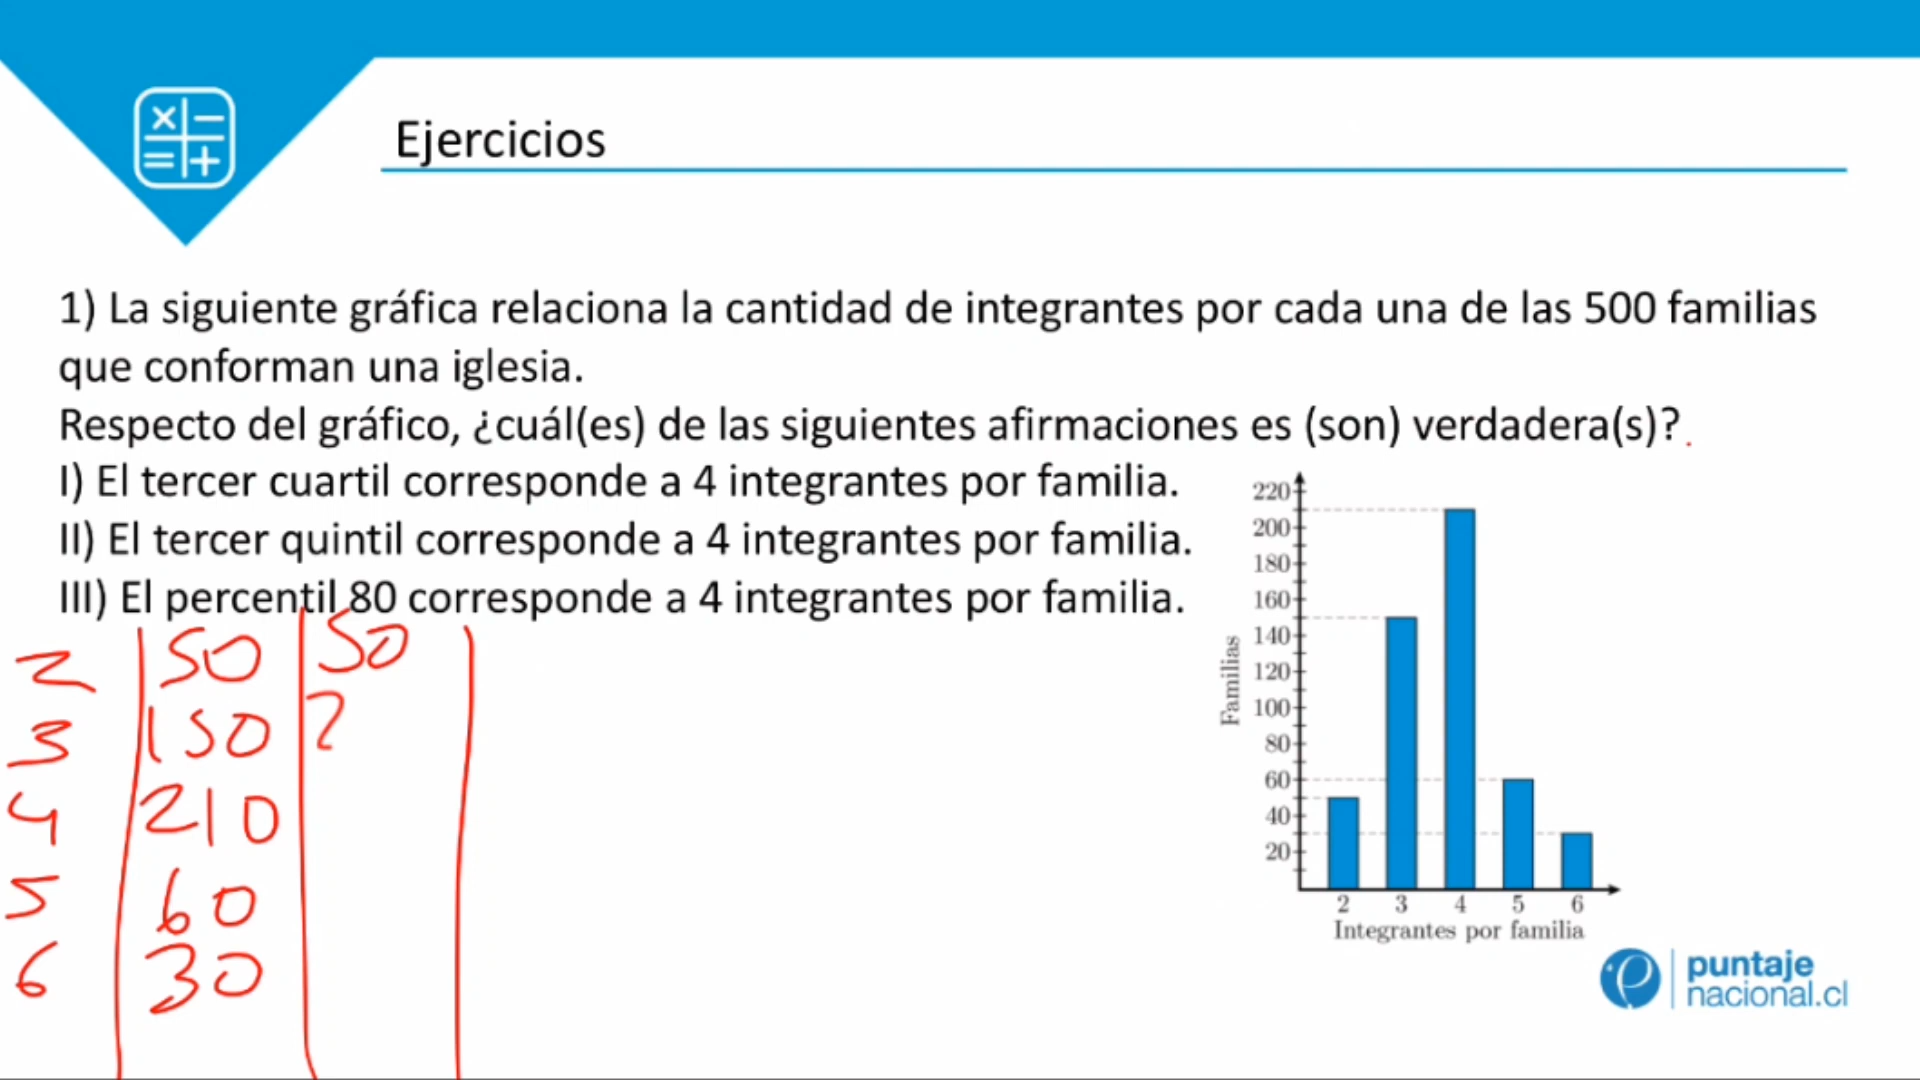 Ejercicios
1) La siguiente gráfica relaciona la cantidad de integrantes por cada una de las 500 familias
que conforman una iglesia.
Respecto del gráfico, ¿cuál(es) de las siguientes afirmaciones es (son) verdadera(s)?
I) El tercer cuartil corresponde a 4 integrantes por familia.
II) El tercer quintil corresponde a 4 integrantes por familia.
III) El percentil 80 corresponde a 4 integrantes por familia.
2 50 50
3 150 2
4 210
5 60
6 30
220
200
180
160
140
120
100
80
60
40
20
Familias
2 3 4 5 6
Integrantes por familia
puntaje
nacional.cl